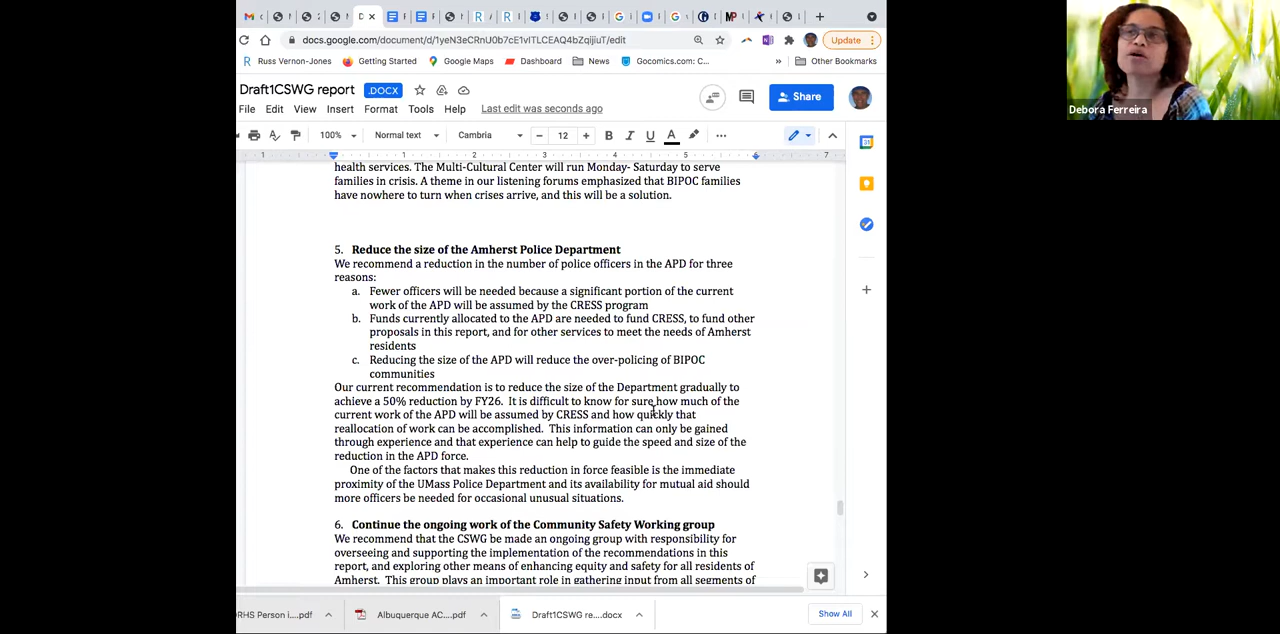 docs.google.com/document/d/1yeN3eCRnU0b7cE1vITLCEAQ4bZqijiuT/edit
Update
Russ Vernon-Jones
Getting Started
Google Maps
Dashboard
News
Gocomics.com: C...
»
Other Bookmarks
Draft1CSWG report
.DOCX
Share
File Edit View Insert Format Tools Help Last edit was seconds ago
100% Normal text Cambria − 12 + B I U A ...
1 1 2 3 4 5 6 7
health services. The Multi-Cultural Center will run Monday- Saturday to serve
families in crisis. A theme in our listening forums emphasized that BIPOC families
have nowhere to turn when crises arrive, and this will be a solution.
5. Reduce the size of the Amherst Police Department
We recommend a reduction in the number of police officers in the APD for three
reasons:
a. Fewer officers will be needed because a significant portion of the current
work of the APD will be assumed by the CRESS program
b. Funds currently allocated to the APD are needed to fund CRESS, to fund other
proposals in this report, and for other services to meet the needs of Amherst
residents
c. Reducing the size of the APD will reduce the over-policing of BIPOC
communities
Our current recommendation is to reduce the size of the Department gradually to
achieve a 50% reduction by FY26. It is difficult to know for sure how much of the
current work of the APD will be assumed by CRESS and how quickly that
reallocation of work can be accomplished. This information can only be gained
through experience and that experience can help to guide the speed and size of the
reduction in the APD force.
One of the factors that makes this reduction in force feasible is the immediate
proximity of the UMass Police Department and its availability for mutual aid should
more officers be needed for occasional unusual situations.
6. Continue the ongoing work of the Community Safety Working group
We recommend that the CSWG be made an ongoing group with responsibility for
overseeing and supporting the implementation of the recommendations in this
report, and exploring other means of enhancing equity and safety for all residents of
Amherst. This group plays an important role in gathering input from all segments of
RHS Person i....pdf
Albuquerque AC....pdf
Draft1CSWG re....docx
Show All
Debora Ferreira